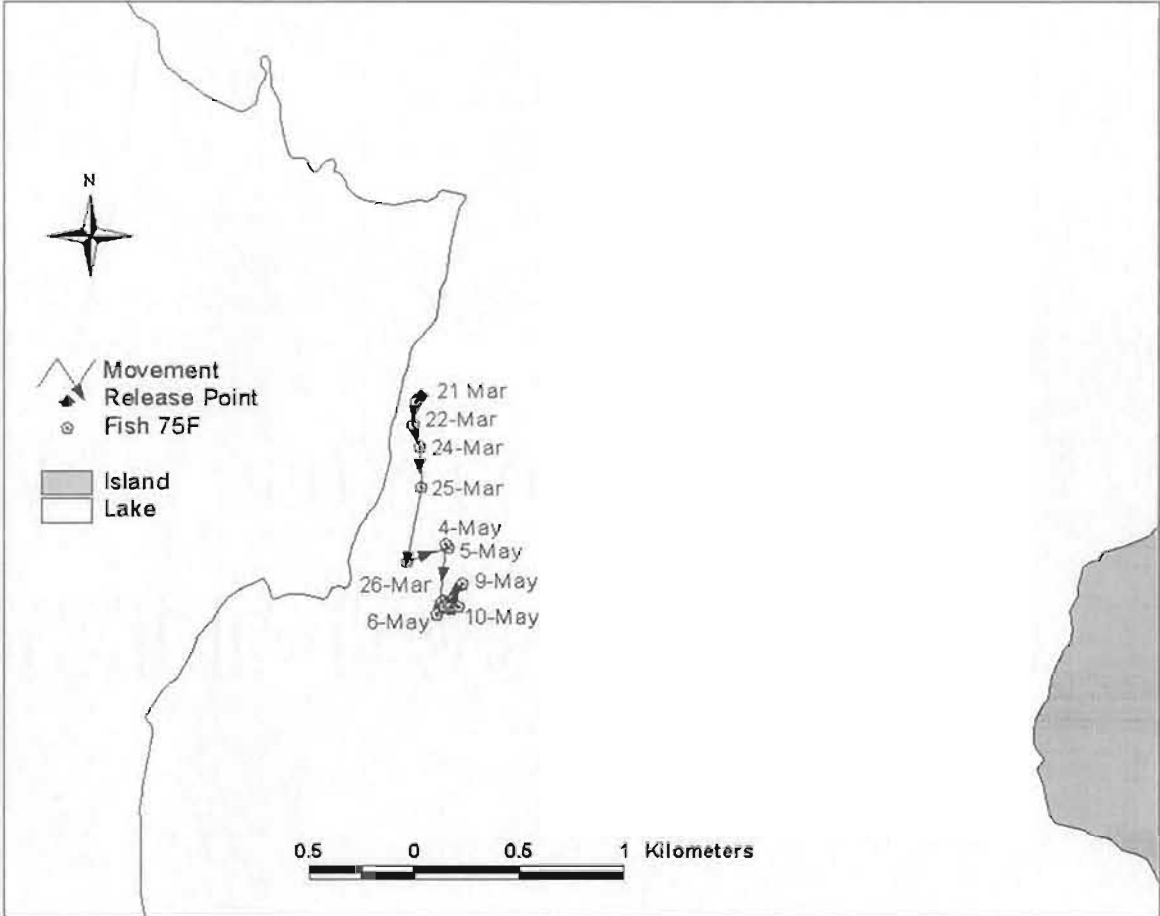 N
Movement
Release Point
Fish 75F
Island
Lake
21 Mar
22-Mar
24-Mar
25-Mar
4-May
5-May
26-Mar
9-May
6-May
10-May
0.5 0 0.5 1 Kilometers